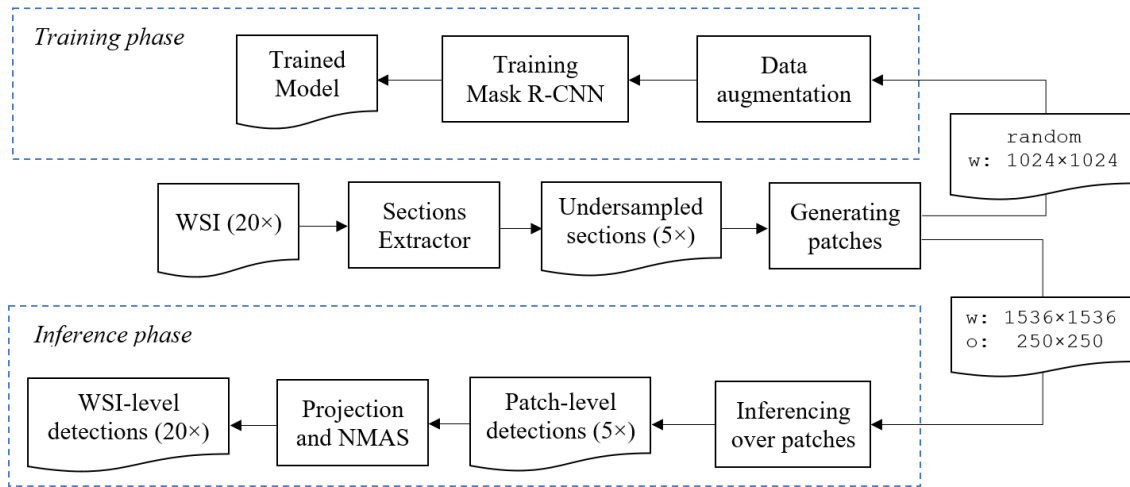 Training phase
Trained
Model
Training
Mask R-CNN
Data
augmentation
random
w: 1024×1024
WSI (20×)
Sections
Extractor
Undersampled
sections (5×)
Generating
patches
w: 1536×1536
o: 250×250
Inference phase
WSI-level
detections (20×)
Projection
and NMAS
Patch-level
detections (5×)
Inferencing
over patches